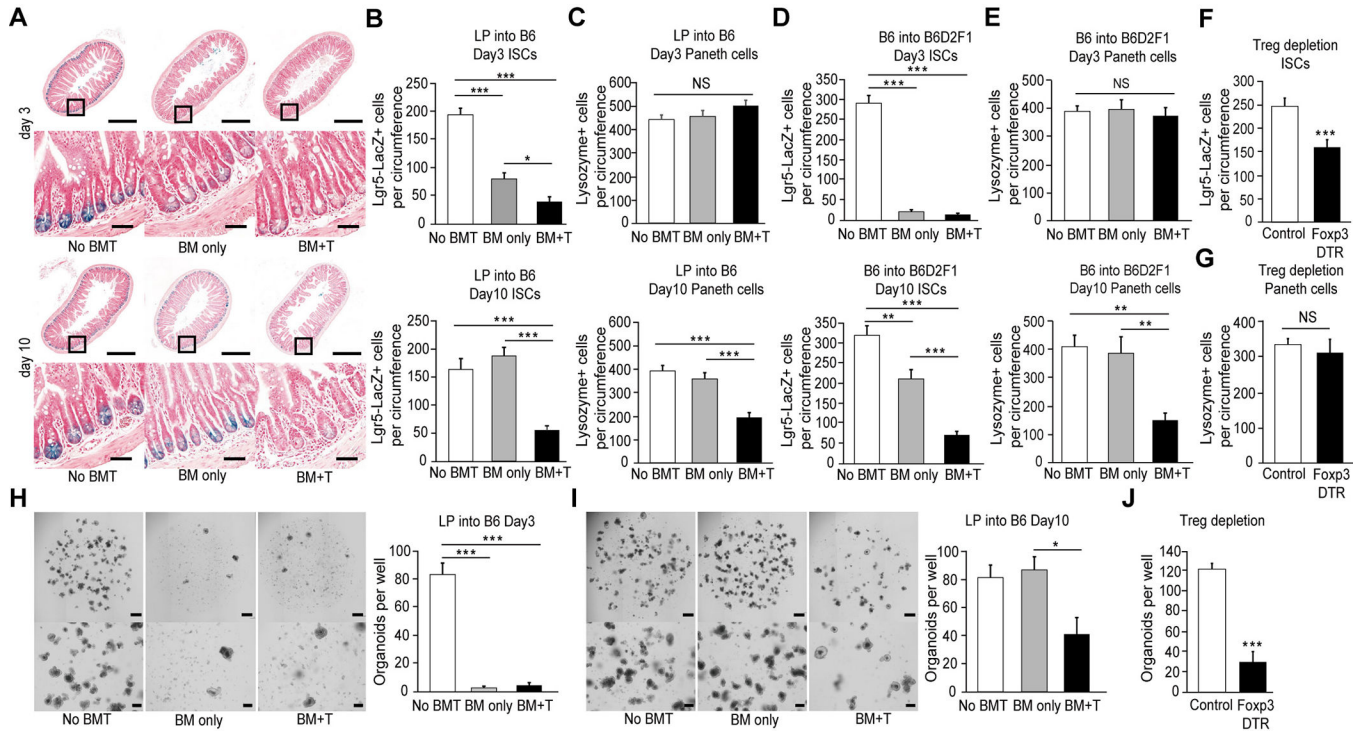 A
day 3
No BMT
BM only
BM+T
day 10
No BMT
BM only
BM+T
B
LP into B6
Day3 ISCs
Lgr5-LacZ+ cells
per circumference
250
200
150
100
50
0
***
***
*
No BMT
BM only
BM+T
LP into B6
Day10 ISCs
Lgr5-LacZ+ cells
per circumference
250
200
150
100
50
0
***
***
No BMT
BM only
BM+T
C
LP into B6
Day3 Paneth cells
Lysozyme+ cells
per circumference
600
500
400
300
200
100
0
NS
No BMT
BM only
BM+T
LP into B6
Day10 Paneth cells
Lysozyme+ cells
per circumference
600
500
400
300
200
100
0
***
***
No BMT
BM only
BM+T
D
B6 into B6D2F1
Day3 ISCs
Lgr5-LacZ+ cells
per circumference
350
300
250
200
150
100
50
0
***
***
No BMT
BM only
BM+T
B6 into B6D2F1
Day10 ISCs
Lgr5-LacZ+ cells
per circumference
350
300
250
200
150
100
50
0
***
**
***
No BMT
BM only
BM+T
E
B6 into B6D2F1
Day3 Paneth cells
Lysozyme+ cells
per circumference
500
400
300
200
100
0
NS
No BMT
BM only
BM+T
B6 into B6D2F1
Day10 Paneth cells
Lysozyme+ cells
per circumference
500
400
300
200
100
0
**
**
No BMT
BM only
BM+T
F
Treg depletion
ISCs
Lgr5-LacZ+ cells
per circumference
300
250
200
150
100
50
0
***
Control
Foxp3
DTR
G
Treg depletion
Paneth cells
Lysozyme+ cells
per circumference
400
300
200
100
0
NS
Control
Foxp3
DTR
H
No BMT
BM only
BM+T
LP into B6 Day3
Organoids per well
100
80
60
40
20
0
***
***
No BMT
BM only
BM+T
I
No BMT
BM only
BM+T
LP into B6 Day10
Organoids per well
100
80
60
40
20
0
*
No BMT
BM only
BM+T
J
Treg depletion
Organoids per well
140
120
100
80
60
40
20
0
***
Control
Foxp3
DTR